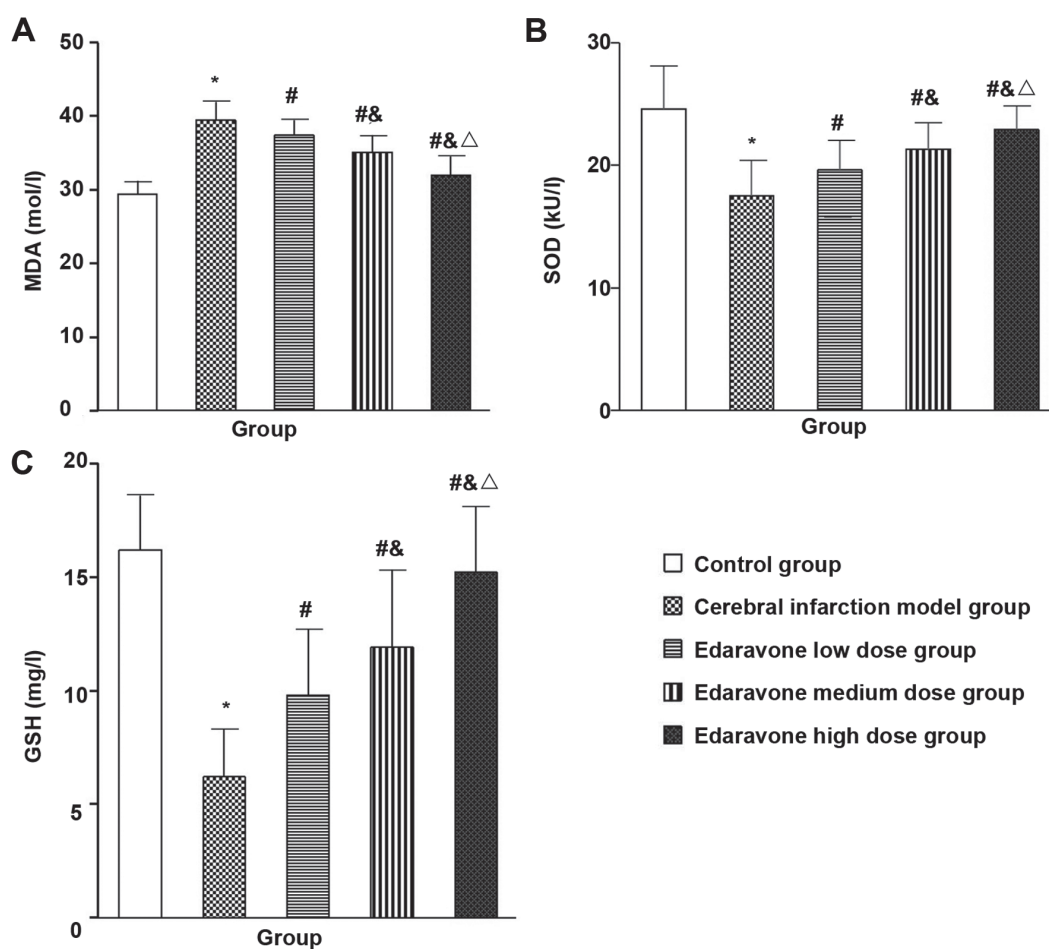 A
MDA (mol/l)
50
40
30
20
10
0
*
#
#&
#&△
Group
B
SOD (kU/l)
30
20
10
0
*
#
#&
#&△
Group
C
GSH (mg/l)
20
15
10
5
0
*
#
#&
#&△
Group
Control group
Cerebral infarction model group
Edaravone low dose group
Edaravone medium dose group
Edaravone high dose group